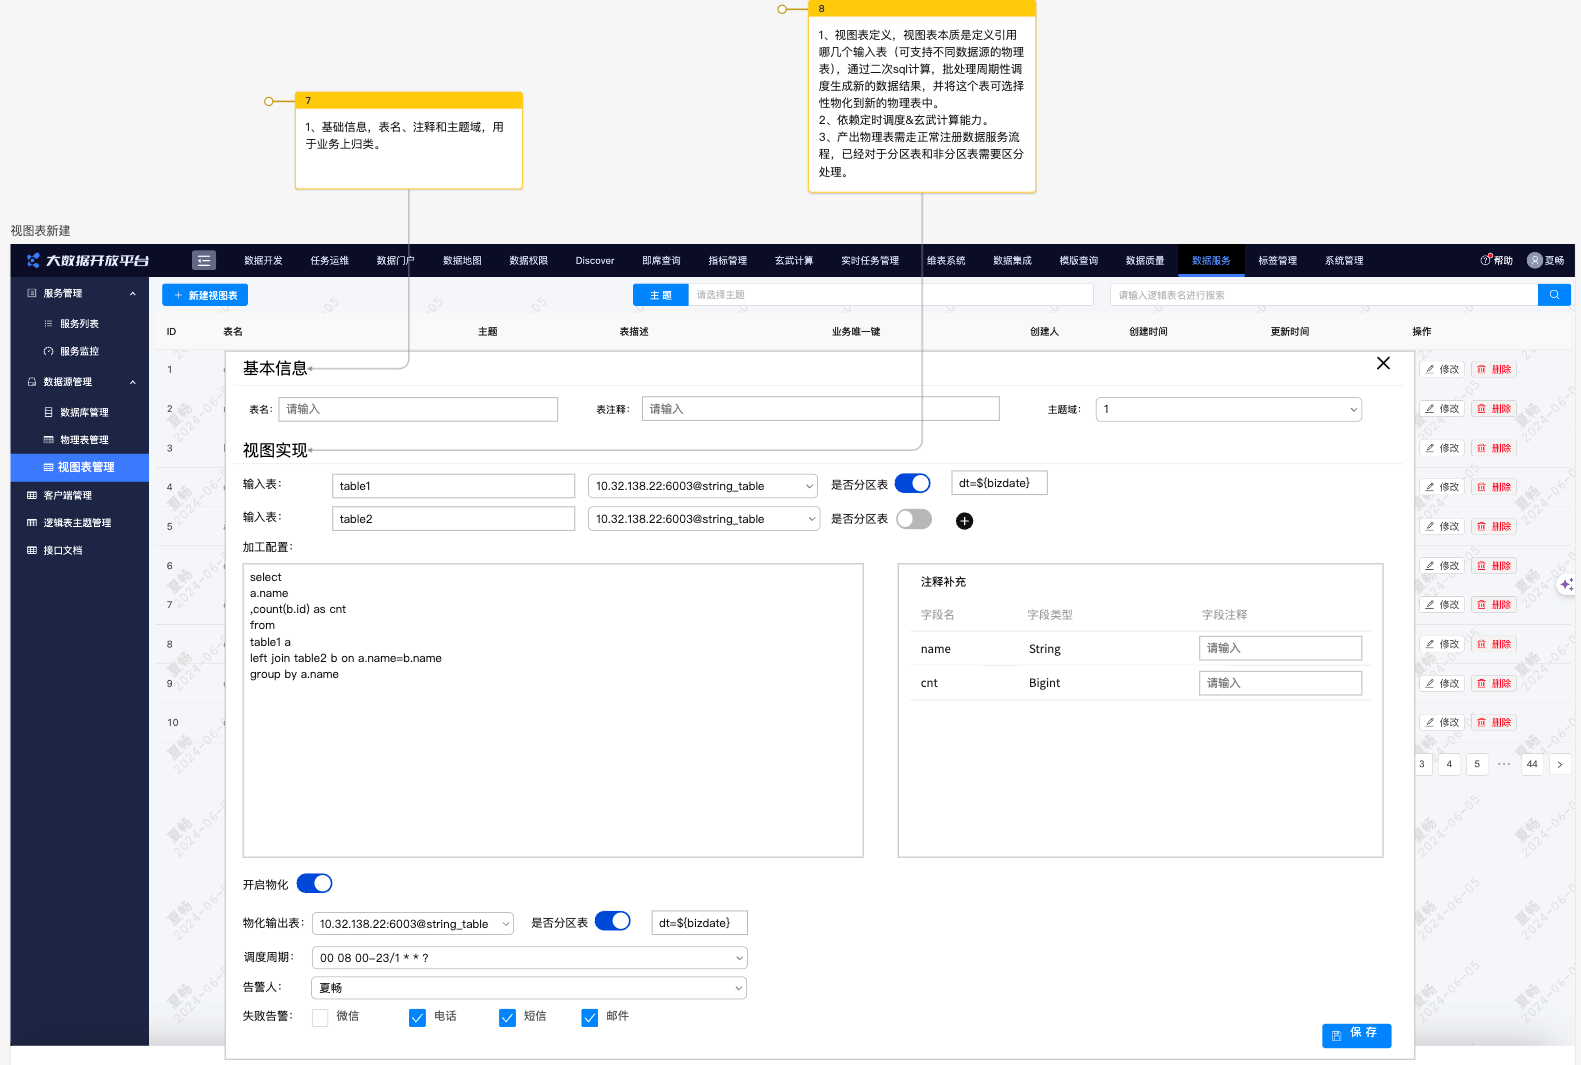 8
1、视图表定义，视图表本质是定义引用
哪几个输入表（可支持不同数据源的物理
表），通过二次sql计算，批处理周期性调
度生成新的数据结果，并将这个表可选择
性物化到新的物理表中。
2、依赖定时调度&玄武计算能力。
3、产出物理表需走正常注册数据服务流
程，已经对于分区表和非分区表需要区分
处理。
7
1、基础信息，表名、注释和主题域，用
于业务上归类。
视图表新建
大数据开放平台 数据开发 任务运维 数据门户 数据地图 数据权限 Discover 即席查询 指标管理 玄武计算 实时任务管理 维表系统 数据集成 模版查询 数据质量 数据服务 标签管理 系统管理 帮助 夏畅
服务管理
服务列表
服务监控
数据源管理
数据库管理
物理表管理
视图表管理
客户端管理
逻辑表主题管理
接口文档
+ 新建视图表 主 题 请选择主题 请输入逻辑表名进行搜索
ID 表名 主题 表描述 业务唯一键 创建人 创建时间 更新时间 操作
1 修改 删除
2 修改 删除
3 修改 删除
4 修改 删除
5 修改 删除
6 修改 删除
7 修改 删除
8 修改 删除
9 修改 删除
10 修改 删除
3 4 5 ··· 44 >
基本信息
表名： 请输入 表注释： 请输入 主题域： 1
视图实现
输入表： table1 10.32.138.22:6003@string_table 是否分区表 dt=${bizdate}
输入表： table2 10.32.138.22:6003@string_table 是否分区表
加工配置：
select
a.name
,count(b.id) as cnt
from
table1 a
left join table2 b on a.name=b.name
group by a.name
注释补充
字段名 字段类型 字段注释
name String 请输入
cnt Bigint 请输入
开启物化
物化输出表： 10.32.138.22:6003@string_table 是否分区表 dt=${bizdate}
调度周期： 00 08 00-23/1 * * ?
告警人： 夏畅
失败告警： 微信 电话 短信 邮件
保 存
夏畅
2024-06-05